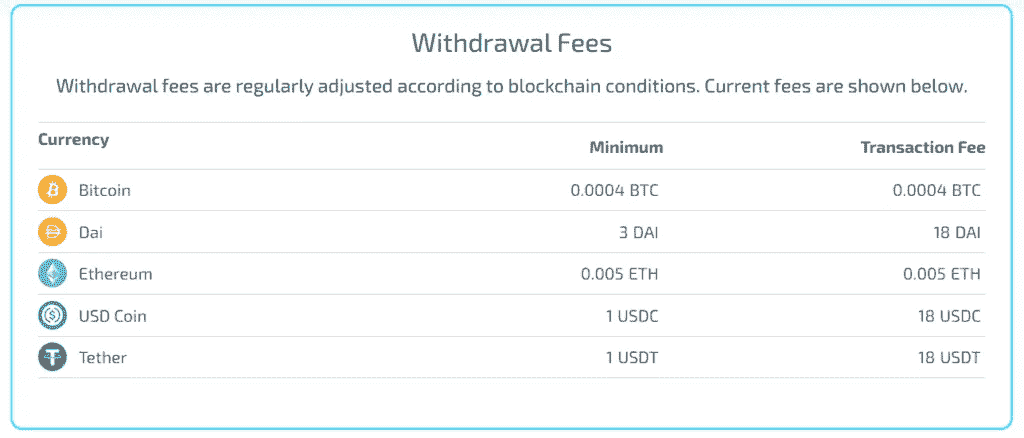 Withdrawal Fees
Withdrawal fees are regularly adjusted according to blockchain conditions. Current fees are shown below.
Currency Minimum Transaction Fee
Bitcoin 0.0004 BTC 0.0004 BTC
Dai 3 DAI 18 DAI
Ethereum 0.005 ETH 0.005 ETH
USD Coin 1 USDC 18 USDC
Tether 1 USDT 18 USDT